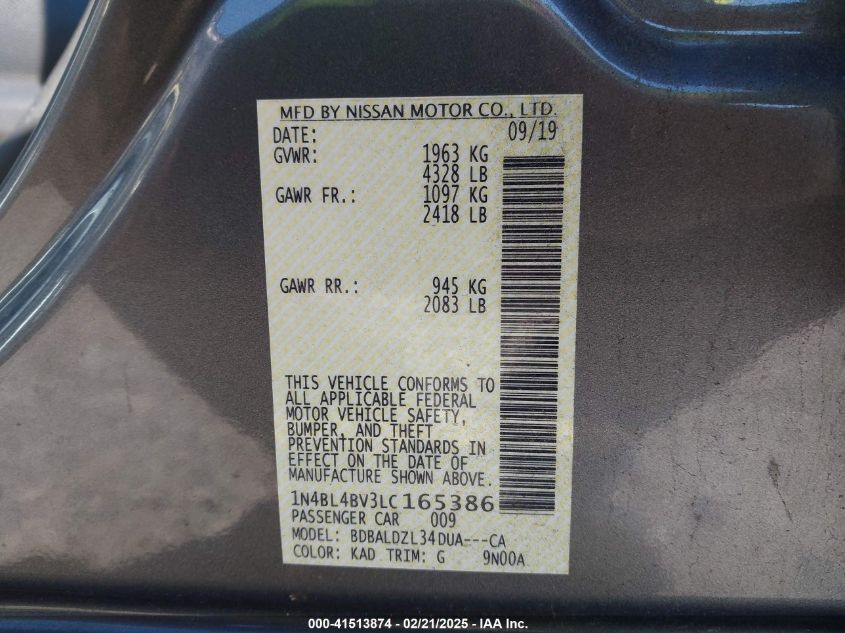 MFD BY NISSAN MOTOR CO., LTD.
DATE: 09/19
GVWR: 1963 KG
4328 LB
GAWR FR.: 1097 KG
2418 LB
GAWR RR.: 945 KG
2083 LB
THIS VEHICLE CONFORMS TO
ALL APPLICABLE FEDERAL
MOTOR VEHICLE SAFETY,
BUMPER, AND THEFT
PREVENTION STANDARDS IN
EFFECT ON THE DATE OF
MANUFACTURE SHOWN ABOVE.
1N4BL4BV3LC165386
PASSENGER CAR 009
MODEL: BDBALDZL34DUA---CA
COLOR: KAD TRIM: G 9N00A
000-41513874 - 02/21/2025 - IAA Inc.